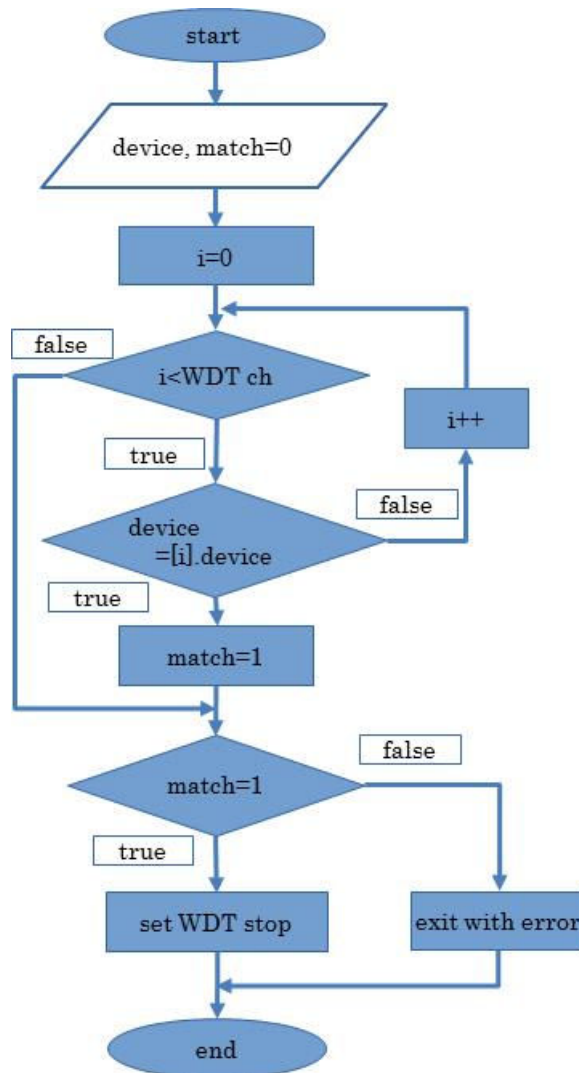 start
device, match=0
i=0
false
i<WDT ch
i++
true
false
device
=[i].device
true
match=1
false
match=1
true
set WDT stop
exit with error
end